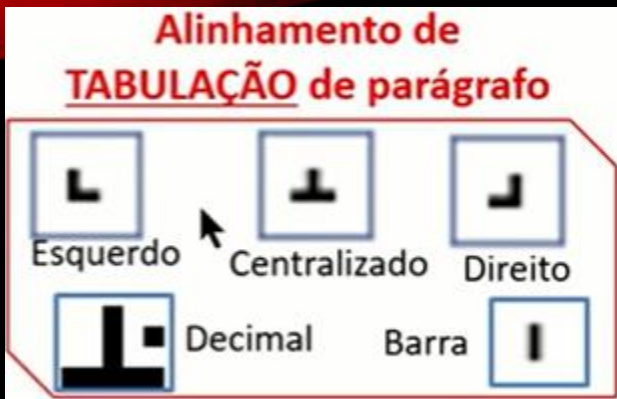 Alinhamento de
TABULAÇÃO de parágrafo
Esquerdo
Centralizado
Direito
Decimal
Barra